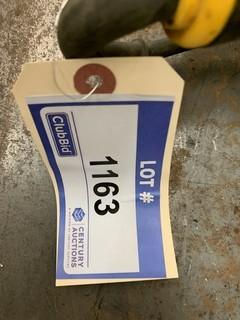 LOT #
1163
ClubBid
CENTURY
AUCTIONS